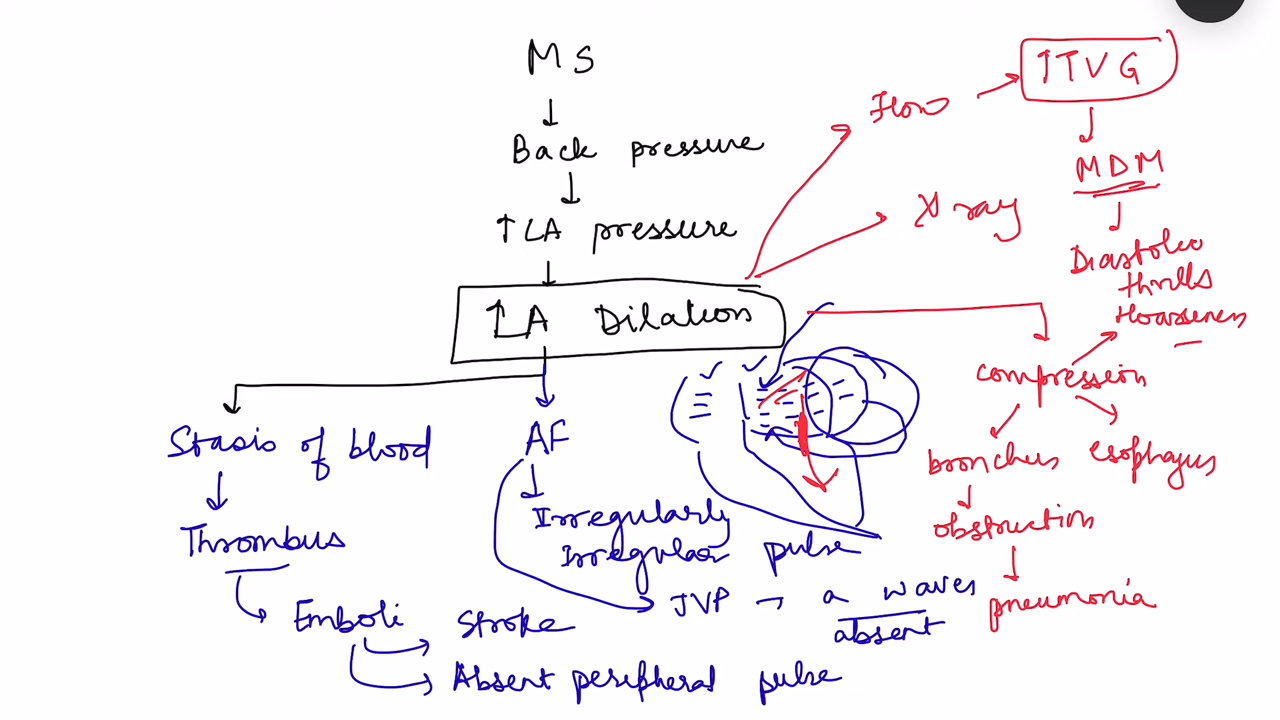 MS
Back pressure
↑ LA pressure
↑ LA Dilation
Stasis of blood
Thrombus
Emboli
Stroke
Absent peripheral pulse
AF
Irregularly
Irregular pulse
JVP → a waves
absent
Flow
↑ TVG
MDM
Diastolic
thrills
X ray
compression
Hoarseness
bronchus
esophagus
obstruction
pneumonia